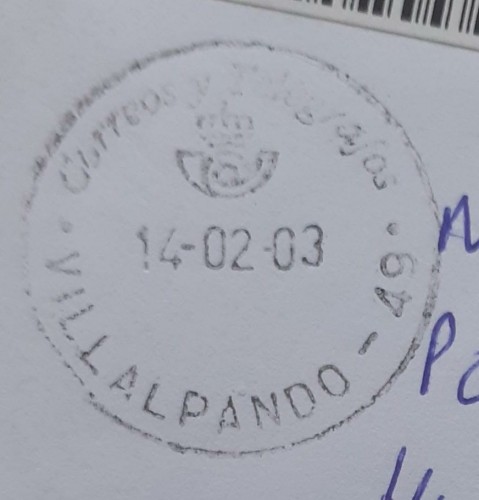 Correos y Telégrafos
14-02-03
VILLALPANDO - 49